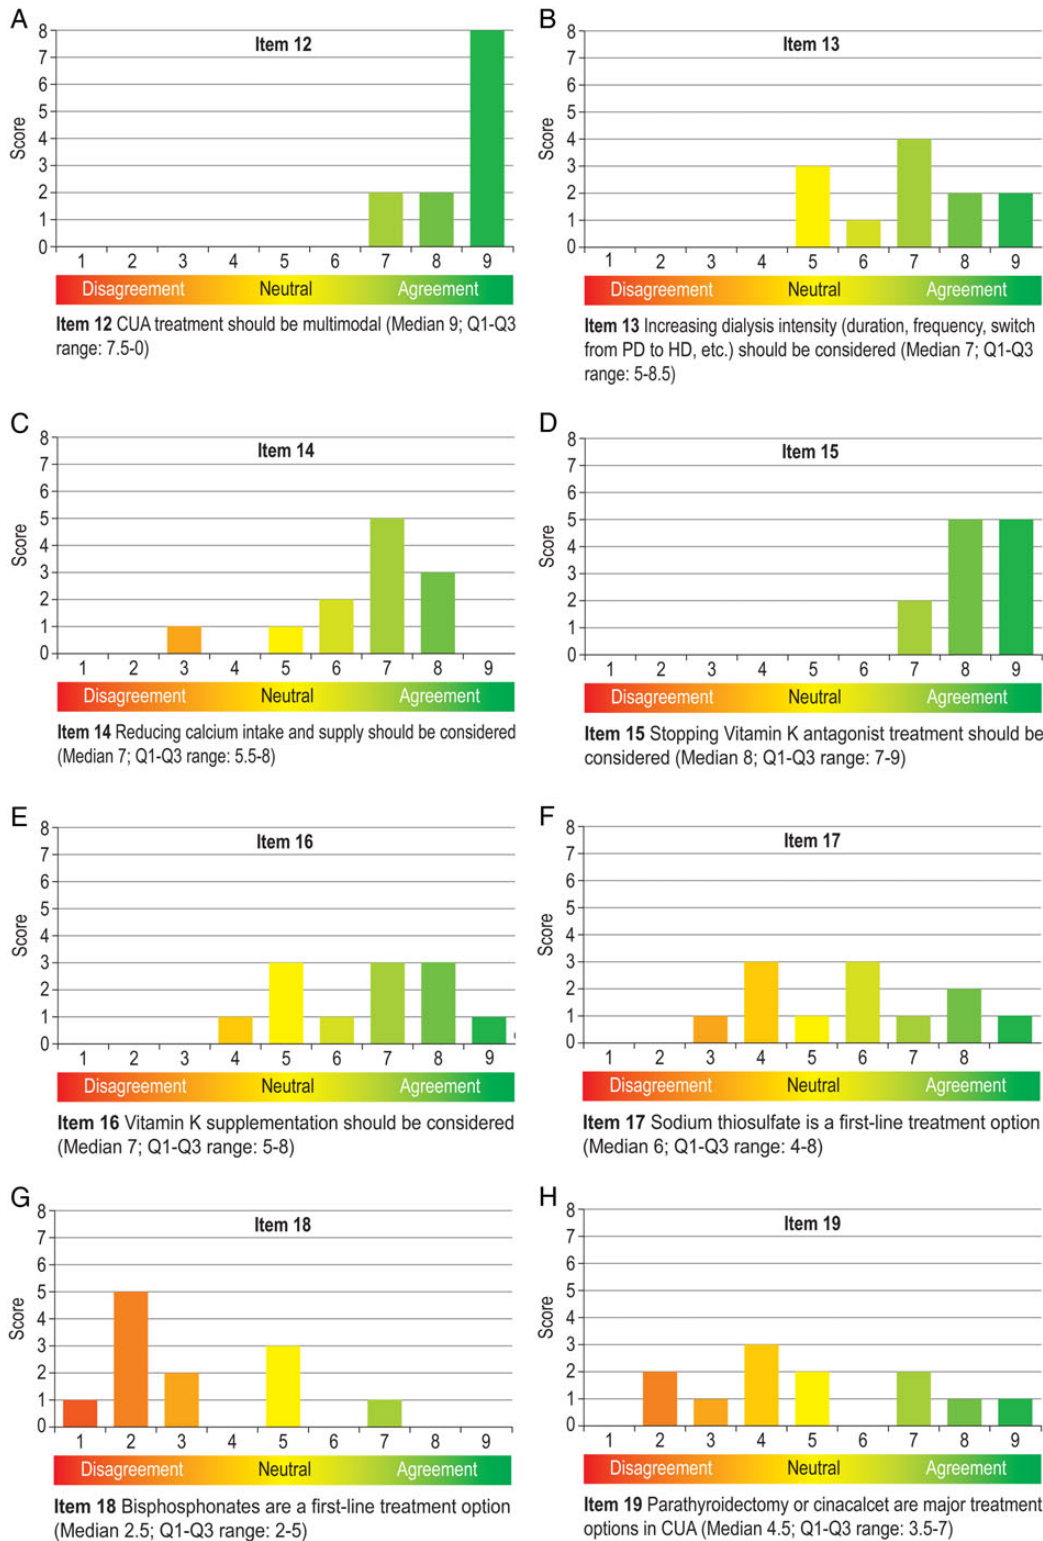 A
Item 12
8
7
6
5
4
3
2
1
0
Score
1 2 3 4 5 6 7 8 9
Disagreement Neutral Agreement
Item 12 CUA treatment should be multimodal (Median 9; Q1-Q3
range: 7.5-0)
B
Item 13
8
7
6
5
4
3
2
1
0
Score
1 2 3 4 5 6 7 8 9
Disagreement Neutral Agreement
Item 13 Increasing dialysis intensity (duration, frequency, switch
from PD to HD, etc.) should be considered (Median 7; Q1-Q3
range: 5-8.5)
C
Item 14
8
7
6
5
4
3
2
1
0
Score
1 2 3 4 5 6 7 8 9
Disagreement Neutral Agreement
Item 14 Reducing calcium intake and supply should be considered
(Median 7; Q1-Q3 range: 5.5-8)
D
Item 15
8
7
6
5
4
3
2
1
0
Score
1 2 3 4 5 6 7 8 9
Disagreement Neutral Agreement
Item 15 Stopping Vitamin K antagonist treatment should be
considered (Median 8; Q1-Q3 range: 7-9)
E
Item 16
8
7
6
5
4
3
2
1
0
Score
1 2 3 4 5 6 7 8 9
Disagreement Neutral Agreement
Item 16 Vitamin K supplementation should be considered
(Median 7; Q1-Q3 range: 5-8)
F
Item 17
8
7
6
5
4
3
2
1
0
Score
1 2 3 4 5 6 7 8
Disagreement Neutral Agreement
Item 17 Sodium thiosulfate is a first-line treatment option
(Median 6; Q1-Q3 range: 4-8)
G
Item 18
8
7
6
5
4
3
2
1
0
Score
1 2 3 4 5 6 7 8 9
Disagreement Neutral Agreement
Item 18 Bisphosphonates are a first-line treatment option
(Median 2.5; Q1-Q3 range: 2-5)
H
Item 19
8
7
6
5
4
3
2
1
0
Score
1 2 3 4 5 6 7 8 9
Disagreement Neutral Agreement
Item 19 Parathyroidectomy or cinacalcet are major treatment
options in CUA (Median 4.5; Q1-Q3 range: 3.5-7)